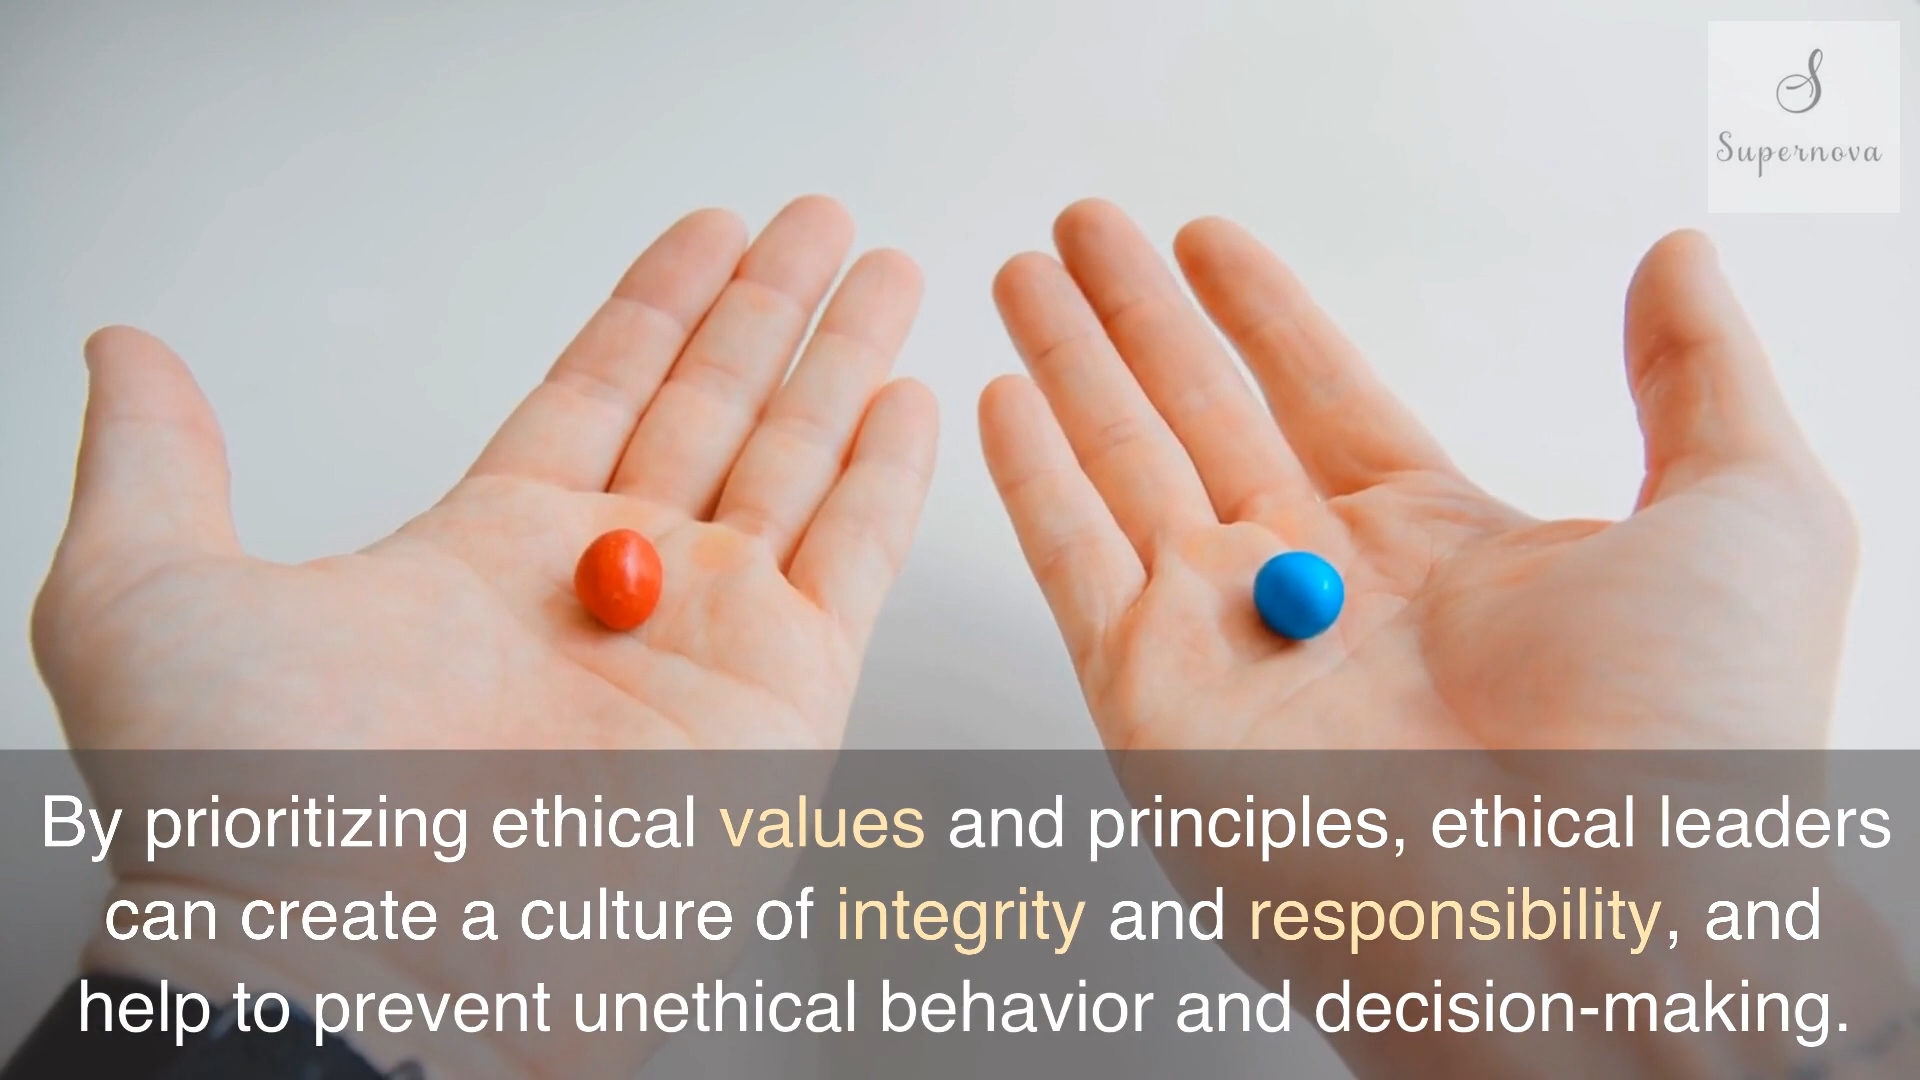 S
Supernova
By prioritizing ethical values and principles, ethical leaders
can create a culture of integrity and responsibility, and
help to prevent unethical behavior and decision-making.